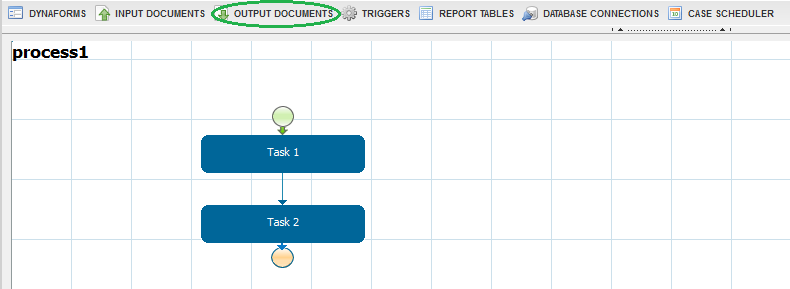 DYNAFORMS INPUT DOCUMENTS OUTPUT DOCUMENTS TRIGGERS REPORT TABLES DATABASE CONNECTIONS CASE SCHEDULER
process1
Task 1
Task 2